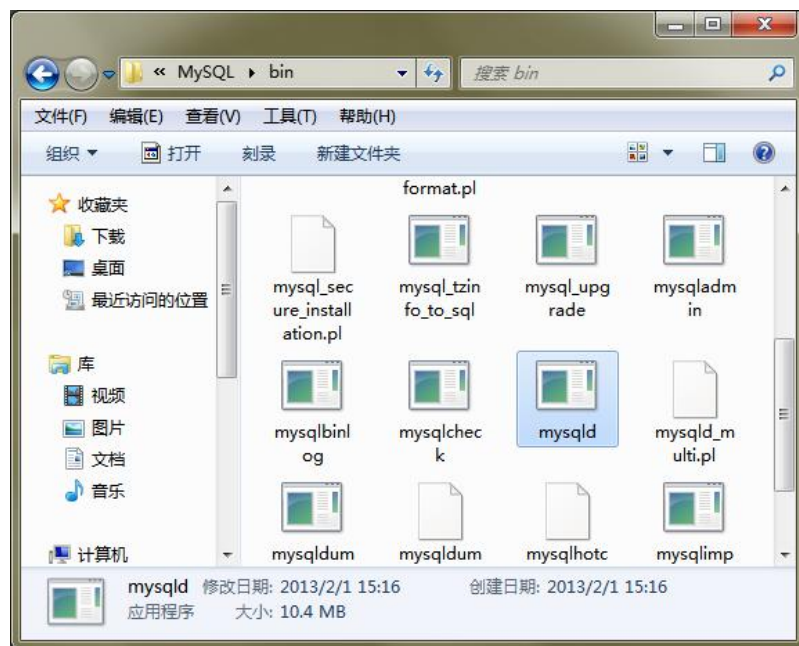 « MySQL ▸ bin
搜索 bin
文件(F) 编辑(E) 查看(V) 工具(T) 帮助(H)
组织 打开 刻录 新建文件夹
收藏夹
下载
桌面
最近访问的位置
库
视频
图片
文档
音乐
计算机
format.pl
mysql_sec
ure_install
ation.pl
mysql_tzin
fo_to_sql
mysql_upg
rade
mysqladm
in
mysqlbinl
og
mysqlchec
k
mysqld
mysqld_m
ulti.pl
mysqldum
mysqldum
mysqlhotc
mysqlimp
mysqld 修改日期: 2013/2/1 15:16 创建日期: 2013/2/1 15:16
应用程序 大小: 10.4 MB